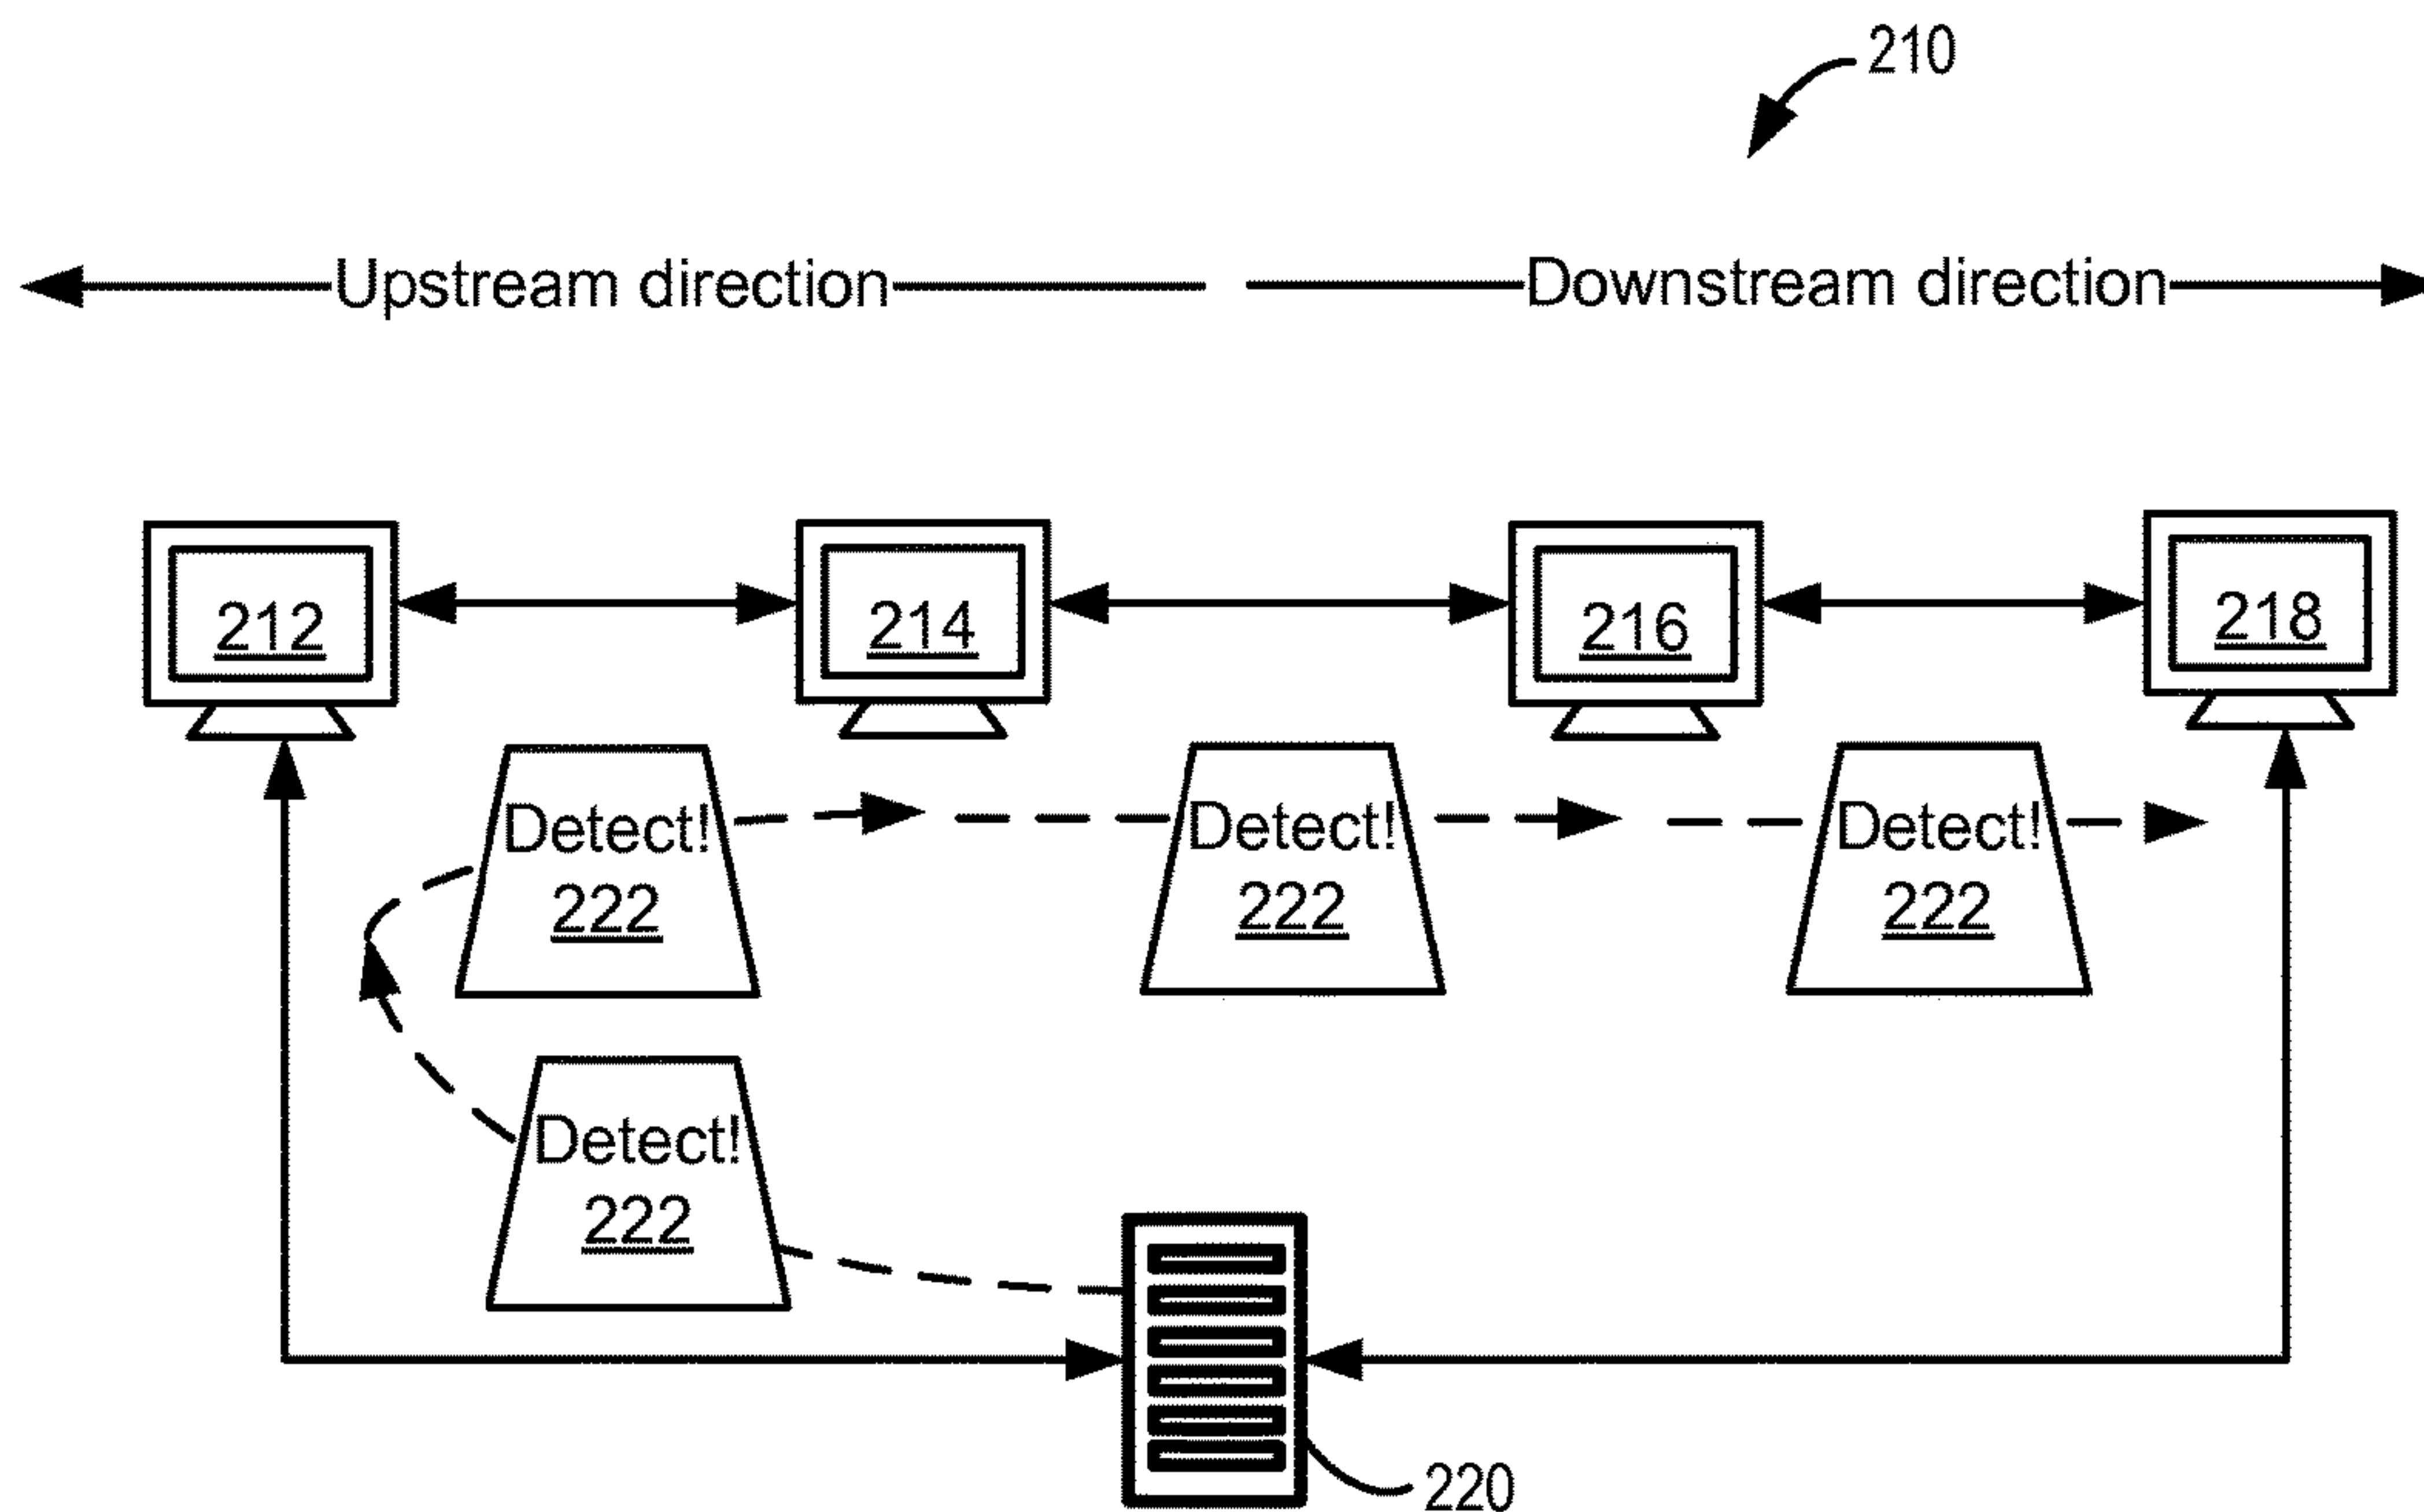 210
Upstream direction
Downstream direction
212
214
216
218
Detect!
222
Detect!
222
Detect!
222
Detect!
222
220